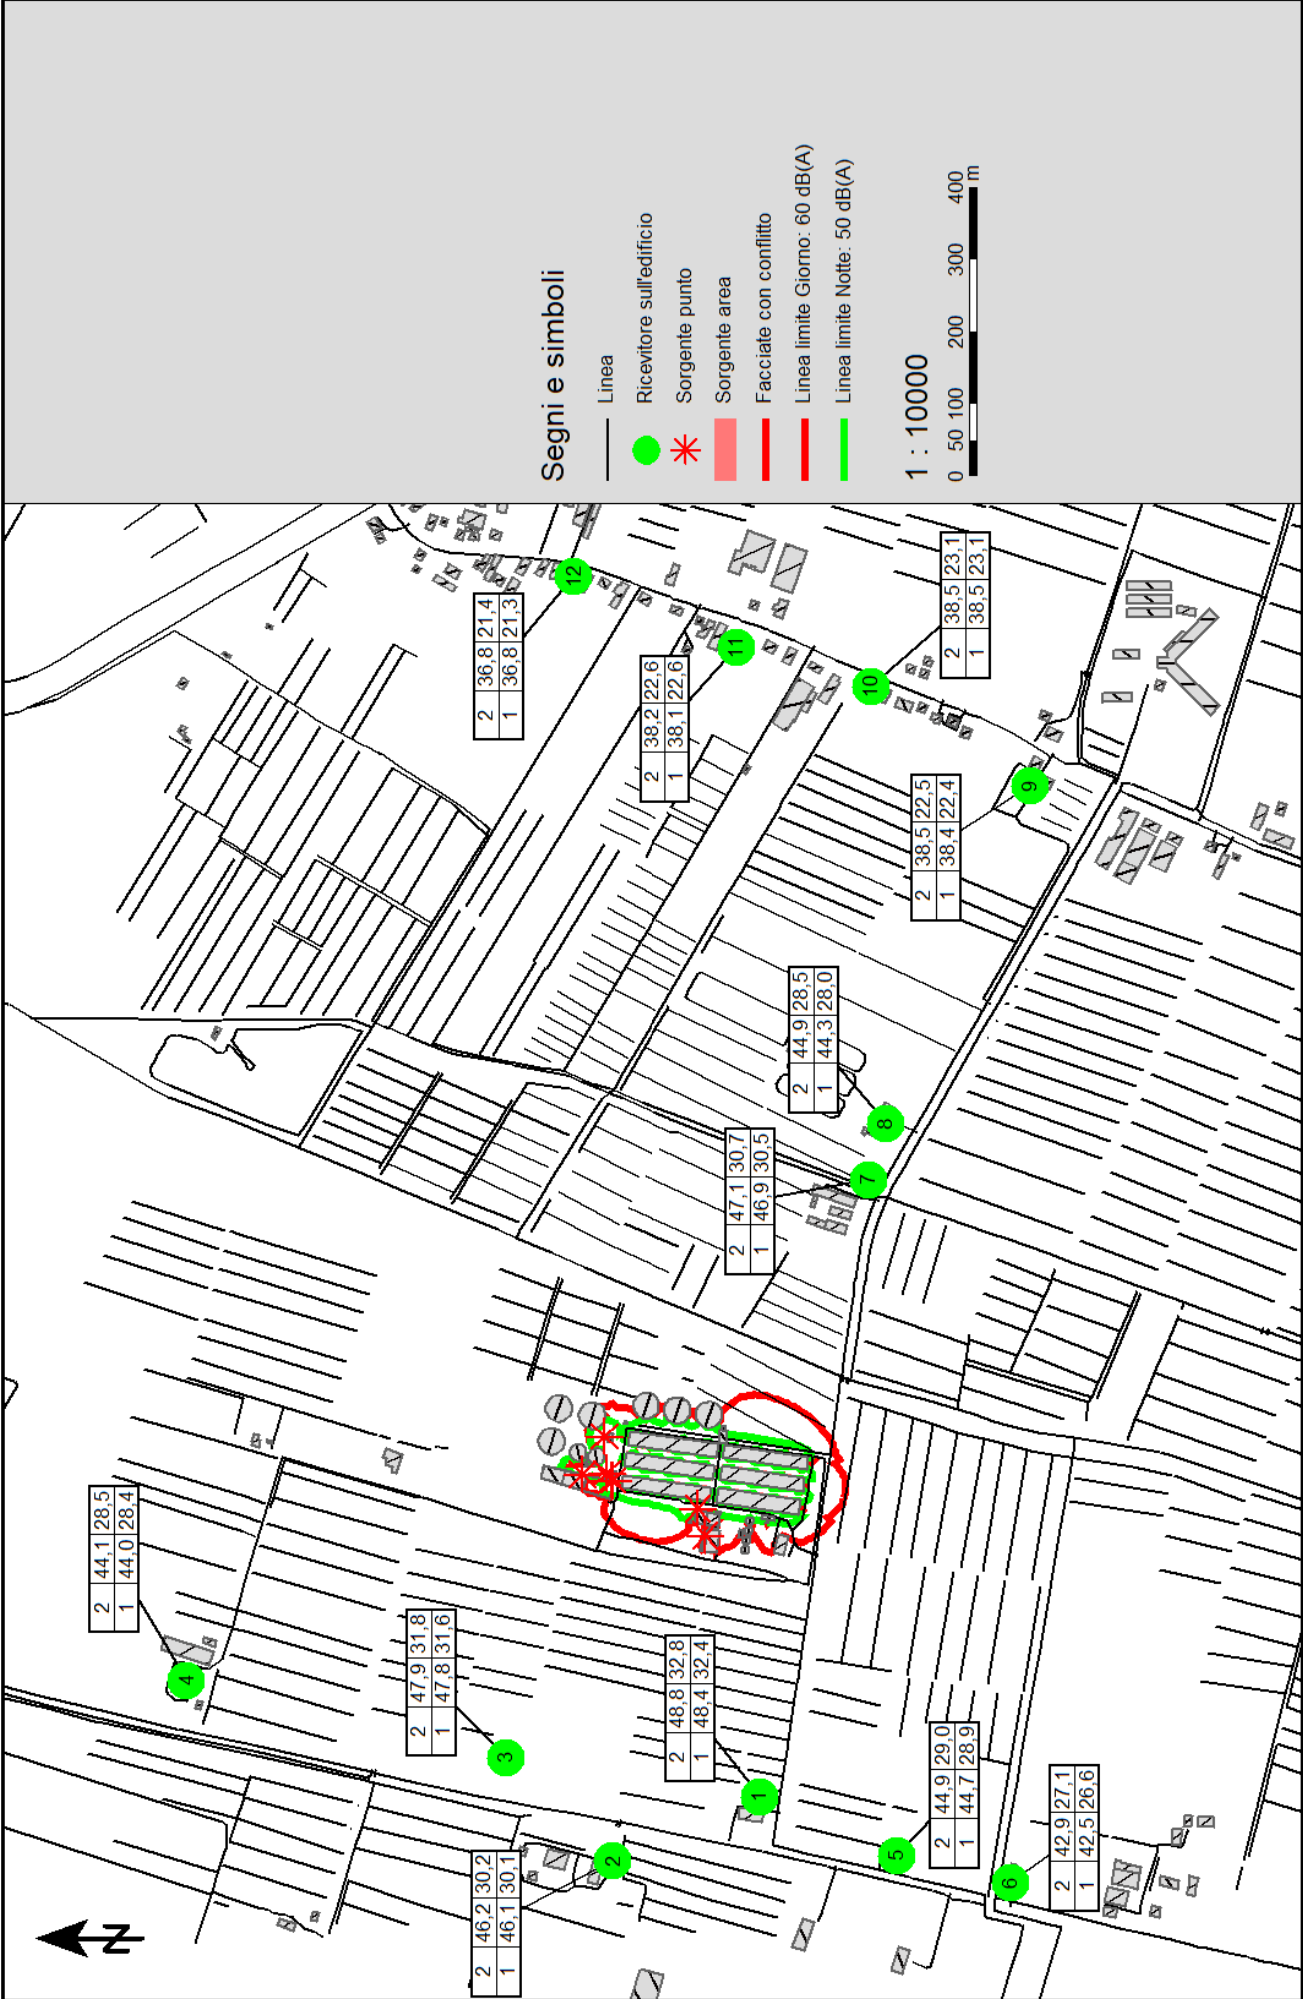 N
4
2 44,1 28,5
1 44,0 28,4
3
2 47,9 31,8
1 47,8 31,6
2
2 46,2 30,2
1 46,1 30,1
1
2 48,8 32,8
1 48,4 32,4
5
2 44,9 29,0
1 44,7 28,9
6
2 42,9 27,1
1 42,5 26,6
7
2 47,1 30,7
1 46,9 30,5
8
2 44,9 28,5
1 44,3 28,0
9
2 38,5 22,5
1 38,4 22,4
10
2 38,5 23,1
1 38,5 23,1
11
2 38,2 22,6
1 38,1 22,6
12
2 36,8 21,4
1 36,8 21,3
Segni e simboli
Linea
Ricevitore sull'edificio
Sorgente punto
Sorgente area
Facciate con conflitto
Linea limite Giorno: 60 dB(A)
Linea limite Notte: 50 dB(A)
1 : 10000
0 50 100 200 300 400
m